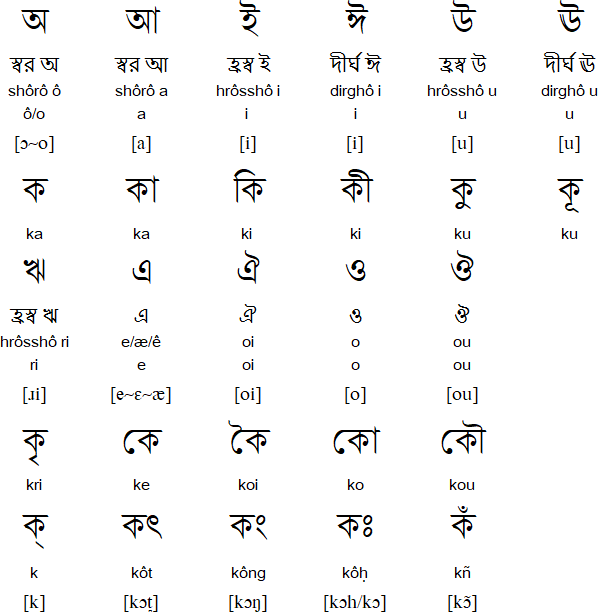 অ আ ই ঈ উ ঊ
স্বর অ স্বর আ হ্রস্ব ই দীর্ঘ ঈ হ্রস্ব উ দীর্ঘ ঊ
shôrô ô shôrô a hrôsshô i dirghô i hrôsshô u dirghô u
ô/o a i i u u
[ɔ~o] [a] [i] [i] [u] [u]
ক কা কি কী কু কূ
ka ka ki ki ku ku
ঋ এ ঐ ও ঔ
হ্রস্ব ঋ এ ঐ ও ঔ
hrôsshô ri e/æ/ê oi o ou
ri e oi o ou
[ɹi] [e~ɛ~æ] [oi] [o] [ou]
কৃ কে কৈ কো কৌ
kri ke koi ko kou
ক্ কৎ কং কঃ কঁ
k kôt kông kôḥ kñ
[k] [kɔt̪] [kɔŋ] [kɔh/kɔ] [kɔ̃]